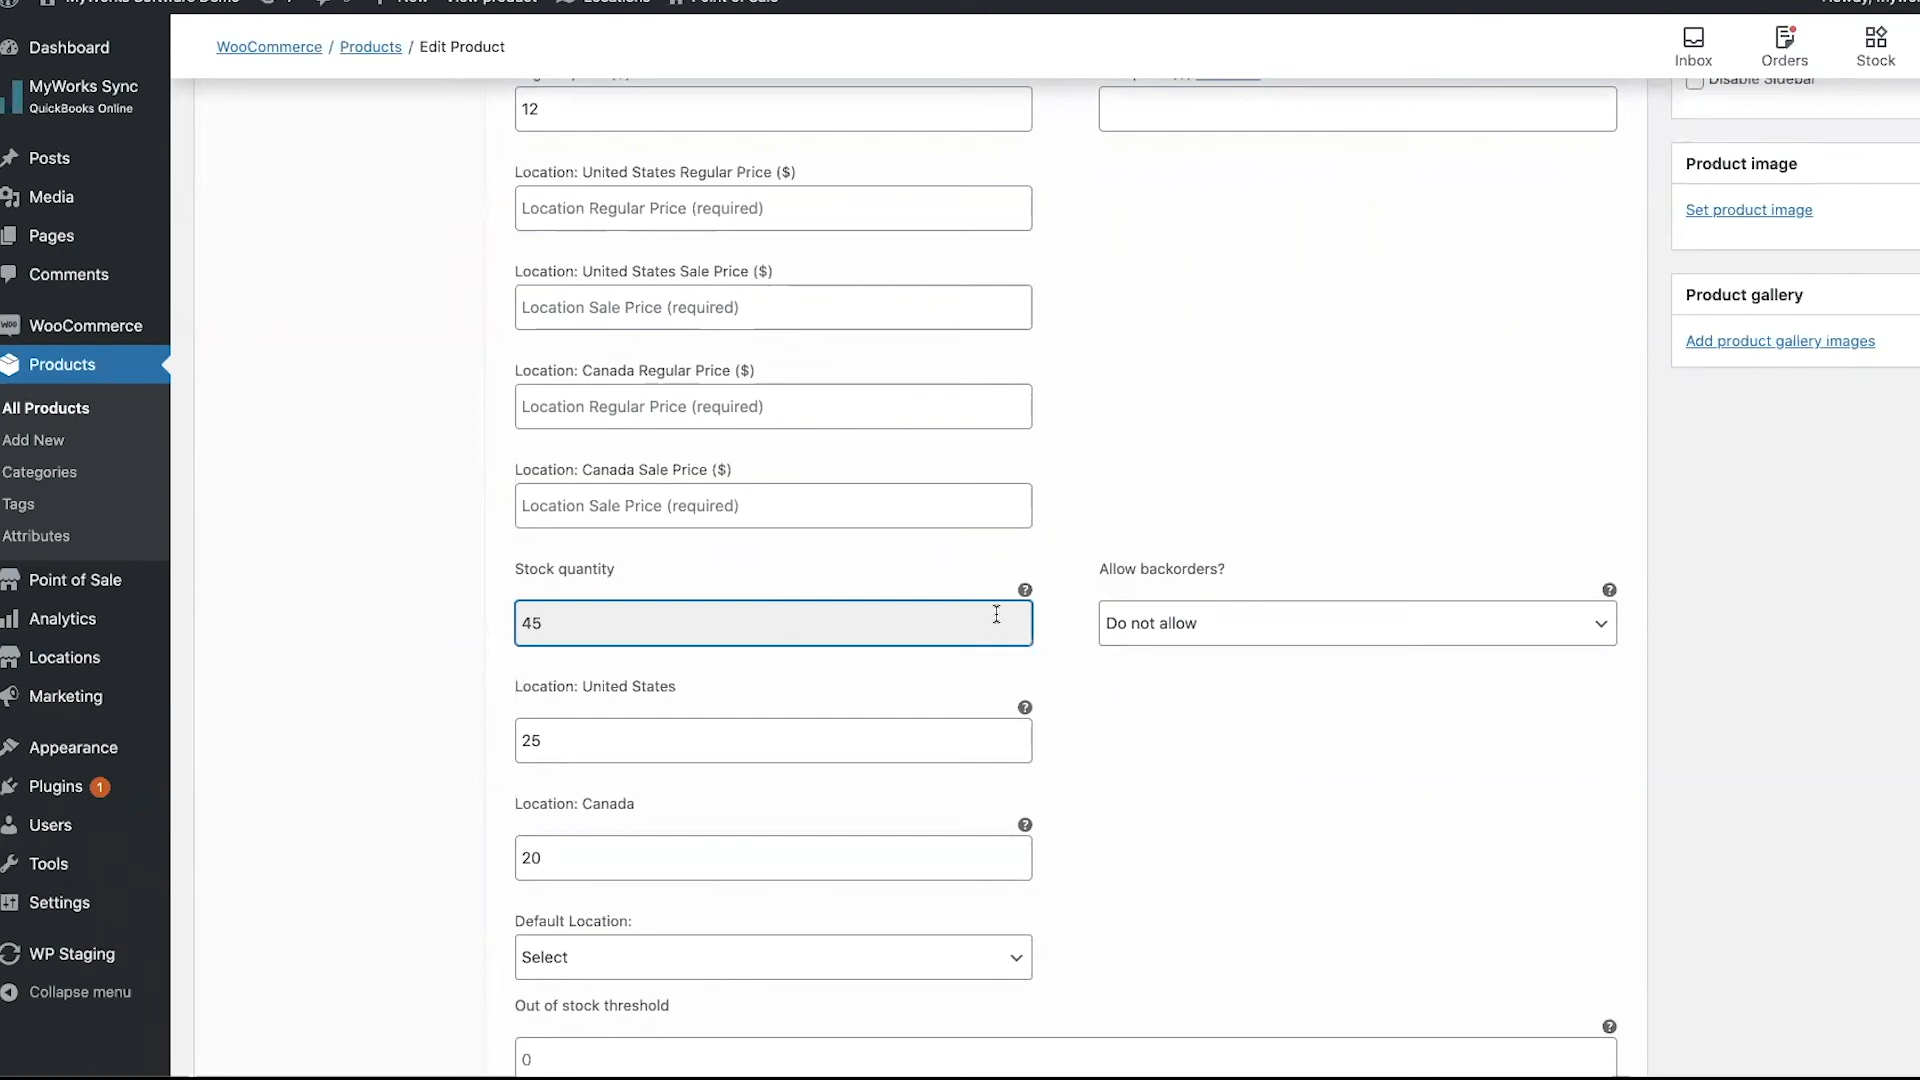 New
WooCommerce / Products / Edit Product
Inbox
Orders
Stock
Dashboard
MyWorks Sync
QuickBooks Online
Posts
Media
Pages
Comments
WooCommerce
Products
All Products
Add New
Categories
Tags
Attributes
Point of Sale
Analytics
Locations
Marketing
Appearance
Plugins 1
Users
Tools
Settings
WP Staging
Collapse menu
12
Location: United States Regular Price ($)
Location Regular Price (required)
Location: United States Sale Price ($)
Location Sale Price (required)
Location: Canada Regular Price ($)
Location Regular Price (required)
Location: Canada Sale Price ($)
Location Sale Price (required)
Stock quantity
45
Allow backorders?
Do not allow
Location: United States
25
Location: Canada
20
Default Location:
Select
Out of stock threshold
0
Disable Sidebar
Product image
Set product image
Product gallery
Add product gallery images